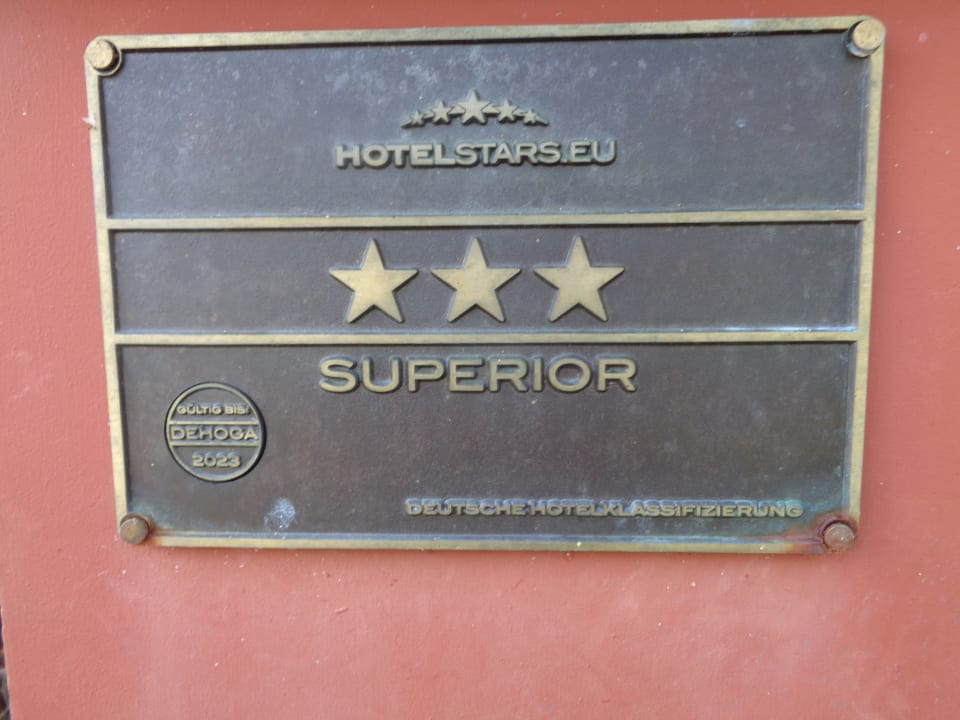 HOTELSTARS.EU
SUPERIOR
GÜLTIG BIS:
DEHOGA
2023
DEUTSCHE HOTELKLASSIFIZIERUNG